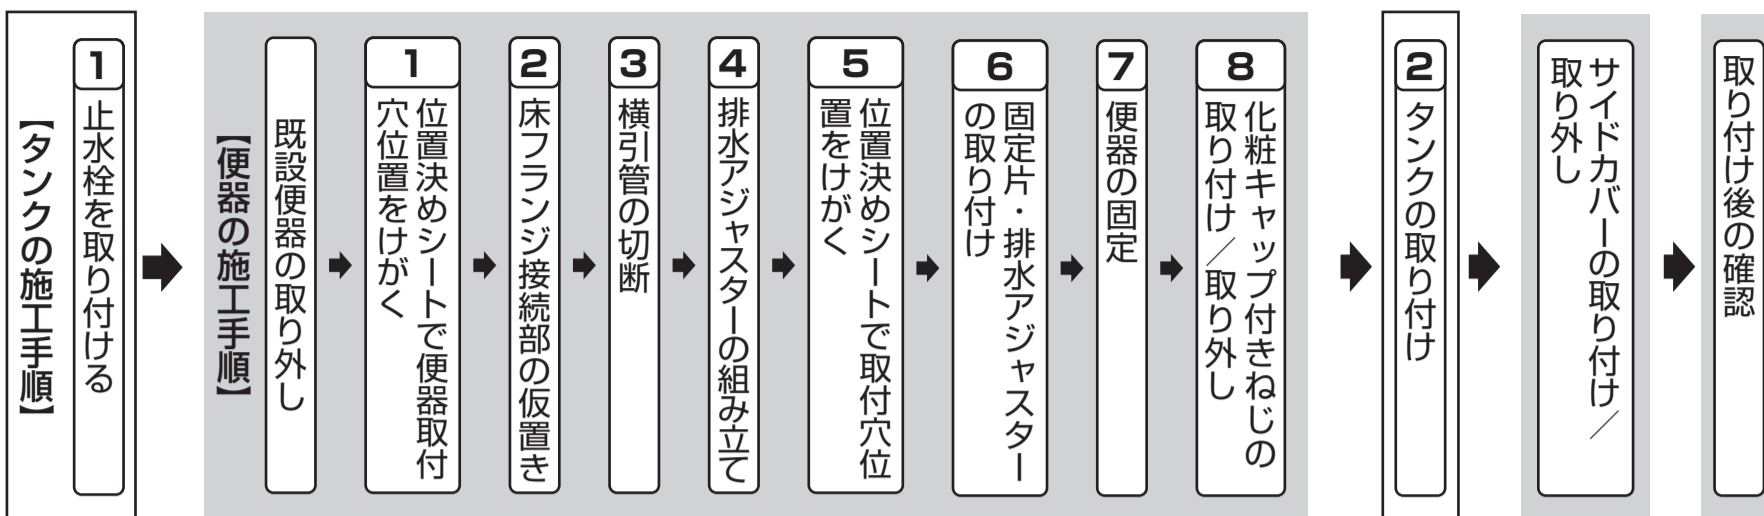 【タンクの施工手順】
1
止水栓を取り付ける
【便器の施工手順】
既設便器の取り外し
1
位置決めシートで便器取付
穴位置をけがく
2
床フランジ接続部の仮置き
3
横引管の切断
4
排水アジャスターの組み立て
5
位置決めシートで取付穴位
置をけがく
6
固定片・排水アジャスター
の取り付け
7
便器の固定
8
化粧キャップ付きねじの
取り付け/取り外し
2
タンクの取り付け
サイドカバーの取り付け/
取り外し
取り付け後の確認